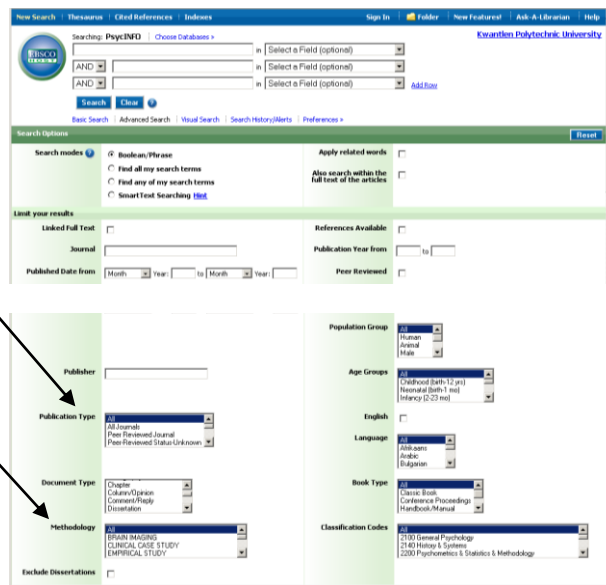 New Search Thesaurus Cited References Indexes Sign In Folder New Features! Ask-A-Librarian Help
Searching: PsycINFO Choose Databases » Kwantlen Polytechnic University
EBSCO HOST
in Select a Field (optional)
AND in Select a Field (optional)
AND in Select a Field (optional) Add Row
Search Clear ?
Basic Search Advanced Search Visual Search Search History/Alerts Preferences »
Search Options Reset
Search modes ? Boolean/Phrase Apply related words
Find all my search terms Also search within the
Find any of my search terms full text of the articles
SmartText Searching Hint
Limit your results
Linked Full Text References Available
Journal Publication Year from to
Published Date from Month Year: to Month Year: Peer Reviewed
Population Group All
Human
Animal
Male
Publisher Age Groups All
Childhood (birth-12 yrs)
Neonatal (birth-1 mo)
Infancy (2-23 mo)
Publication Type All English
All Journals
Peer Reviewed Journal
Peer-Reviewed Status-Unknown
Language All
Afrikaans
Arabic
Bulgarian
Document Type Chapter
Column/Opinion
Comment/Reply
Dissertation
Book Type All
Classic Book
Conference Proceedings
Handbook/Manual
Methodology All
BRAIN IMAGING
CLINICAL CASE STUDY
EMPIRICAL STUDY
Classification Codes All
2100 General Psychology
2140 History & Systems
2200 Psychometrics & Statistics & Methodology
Exclude Dissertations